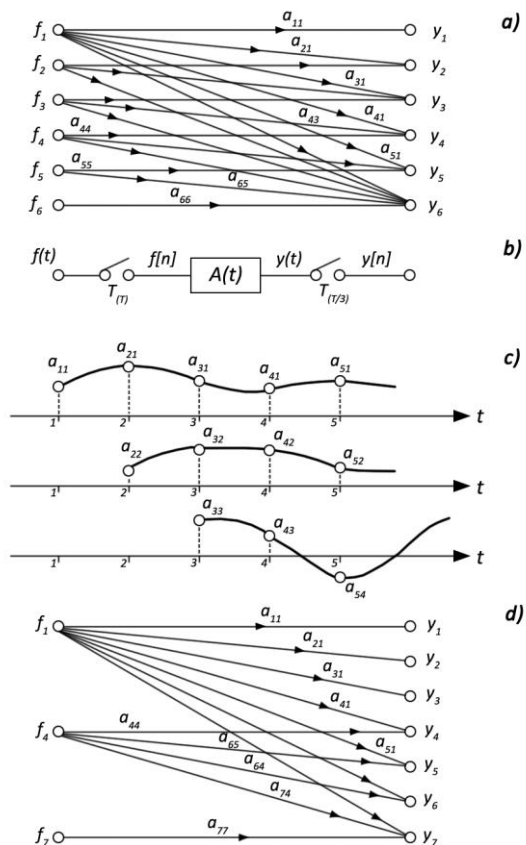 a)
f₁ a₁₁ y₁
a₂₁
f₂ y₂
a₃₁
f₃ y₃
a₄₃ a₄₁
f₄ a₄₄ y₄
a₅₁
f₅ a₅₅ y₅
a₆₅
f₆ a₆₆ y₆
b)
f(t) f[n] A(t) y(t) y[n]
T(T) T(T/3)
c)
a₁₁ a₂₁ a₃₁ a₄₁ a₅₁
1 2 3 4 5 t
a₂₂ a₃₂ a₄₂ a₅₂
1 2 3 4 5 t
a₃₃ a₄₃
1 2 3 4 5 t
a₅₄
d)
f₁ a₁₁ y₁
a₂₁
y₂
a₃₁
y₃
a₄₁
f₄ a₄₄ y₄
a₆₅ a₅₁
y₅
a₆₄
a₇₄ y₆
f₇ a₇₇ y₇